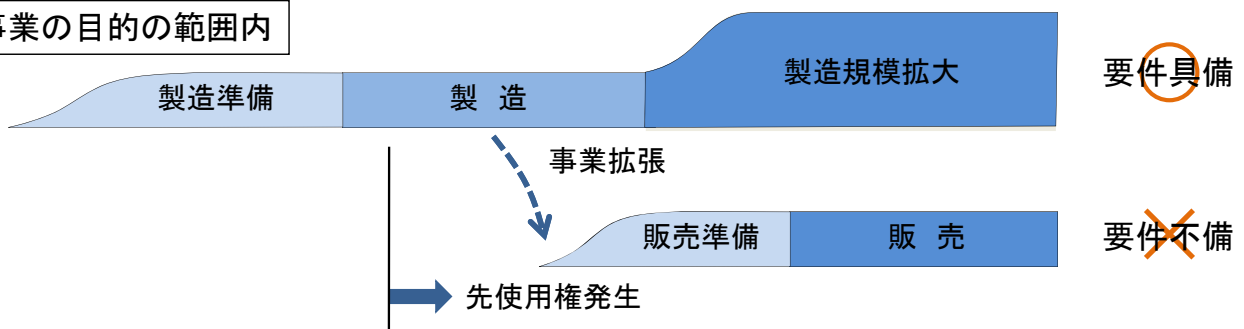 事業の目的の範囲内
製造準備
製 造
製造規模拡大
要件具備
事業拡張
販売準備
販 売
要件不備
先使用権発生